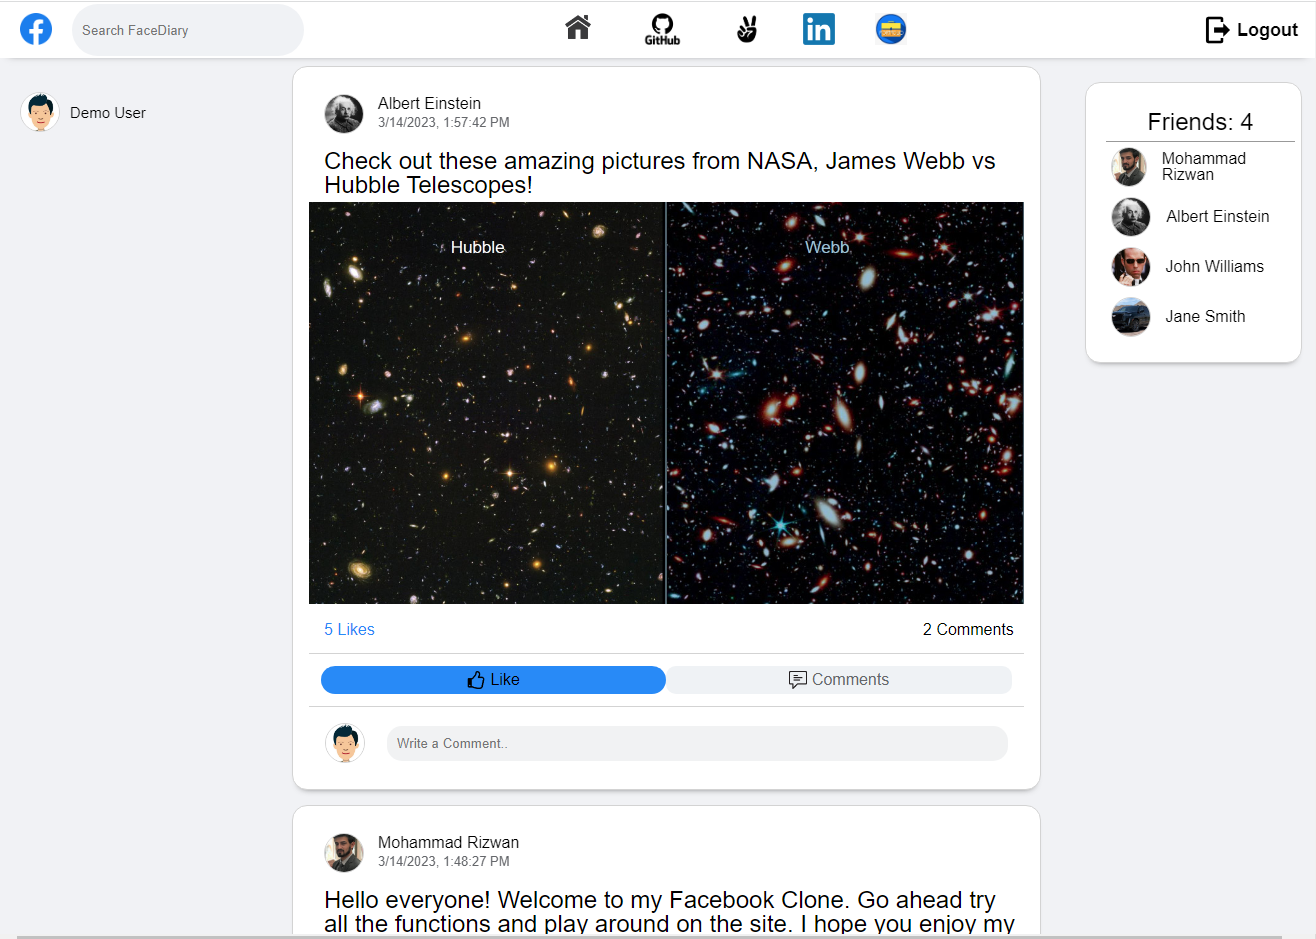 Search FaceDiary
GitHub
in
Logout
Demo User
Albert Einstein
3/14/2023, 1:57:42 PM
Check out these amazing pictures from NASA, James Webb vs
Hubble Telescopes!
Hubble
Webb
5 Likes
2 Comments
Like
Comments
Write a Comment..
Mohammad Rizwan
3/14/2023, 1:48:27 PM
Hello everyone! Welcome to my Facebook Clone. Go ahead try
all the functions and play around on the site. I hope you enjoy my
Friends: 4
Mohammad
Rizwan
Albert Einstein
John Williams
Jane Smith